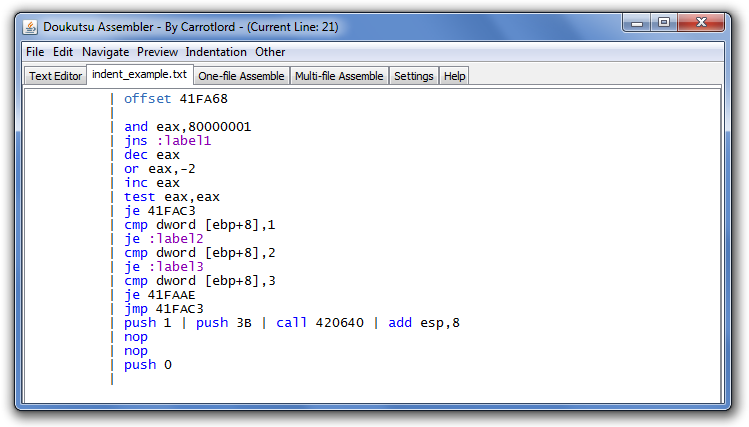 Doukutsu Assembler - By Carrotlord - (Current Line: 21)
File Edit Navigate Preview Indentation Other
Text Editor indent_example.txt One-file Assemble Multi-file Assemble Settings Help
| offset 41FA68
|
| and eax,80000001
| jns :label1
| dec eax
| or eax,-2
| inc eax
| test eax,eax
| je 41FAC3
| cmp dword [ebp+8],1
| je :label2
| cmp dword [ebp+8],2
| je :label3
| cmp dword [ebp+8],3
| je 41FAAE
| jmp 41FAC3
| push 1 | push 3B | call 420640 | add esp,8
| nop
| nop
| push 0
|